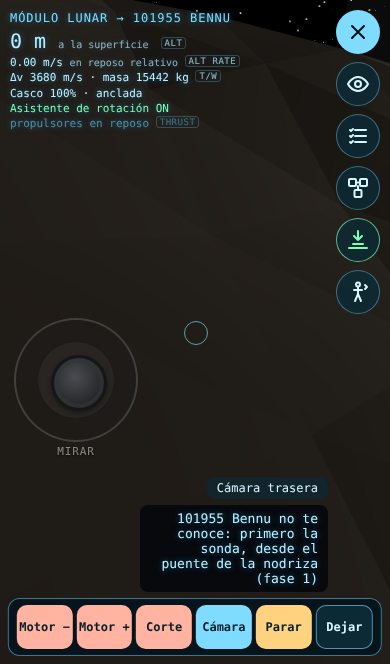 MÓDULO LUNAR → 101955 BENNU
0 m a la superficie ALT
0.00 m/s en reposo relativo ALT RATE
Δv 3680 m/s · masa 15442 kg T/W
Casco 100% · anclada
Asistente de rotación ON
propulsores en reposo THRUST
MIRAR
Cámara trasera
101955 Bennu no te
conoce: primero la
sonda, desde el
puente de la nodriza
(fase 1)
Motor − Motor + Corte Cámara Parar Dejar